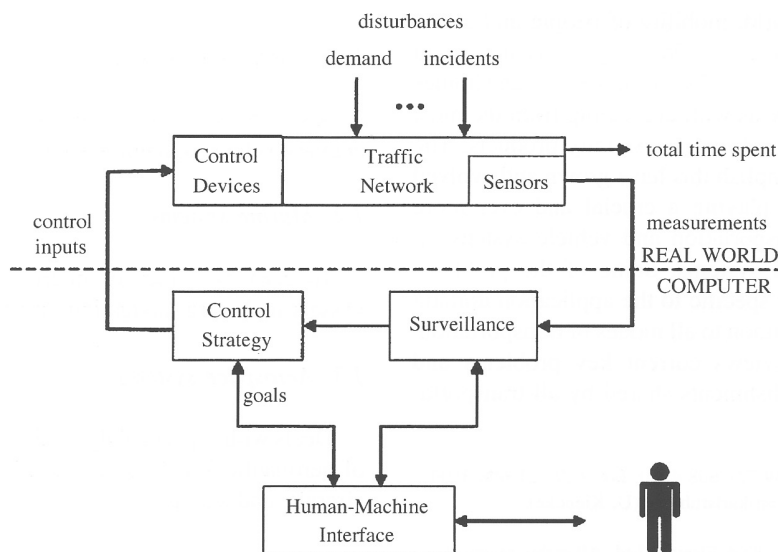 disturbances
demand incidents
...
Control
Devices
Traffic
Network
Sensors
total time spent
control
inputs
measurements
REAL WORLD
COMPUTER
Control
Strategy
Surveillance
goals
Human-Machine
Interface